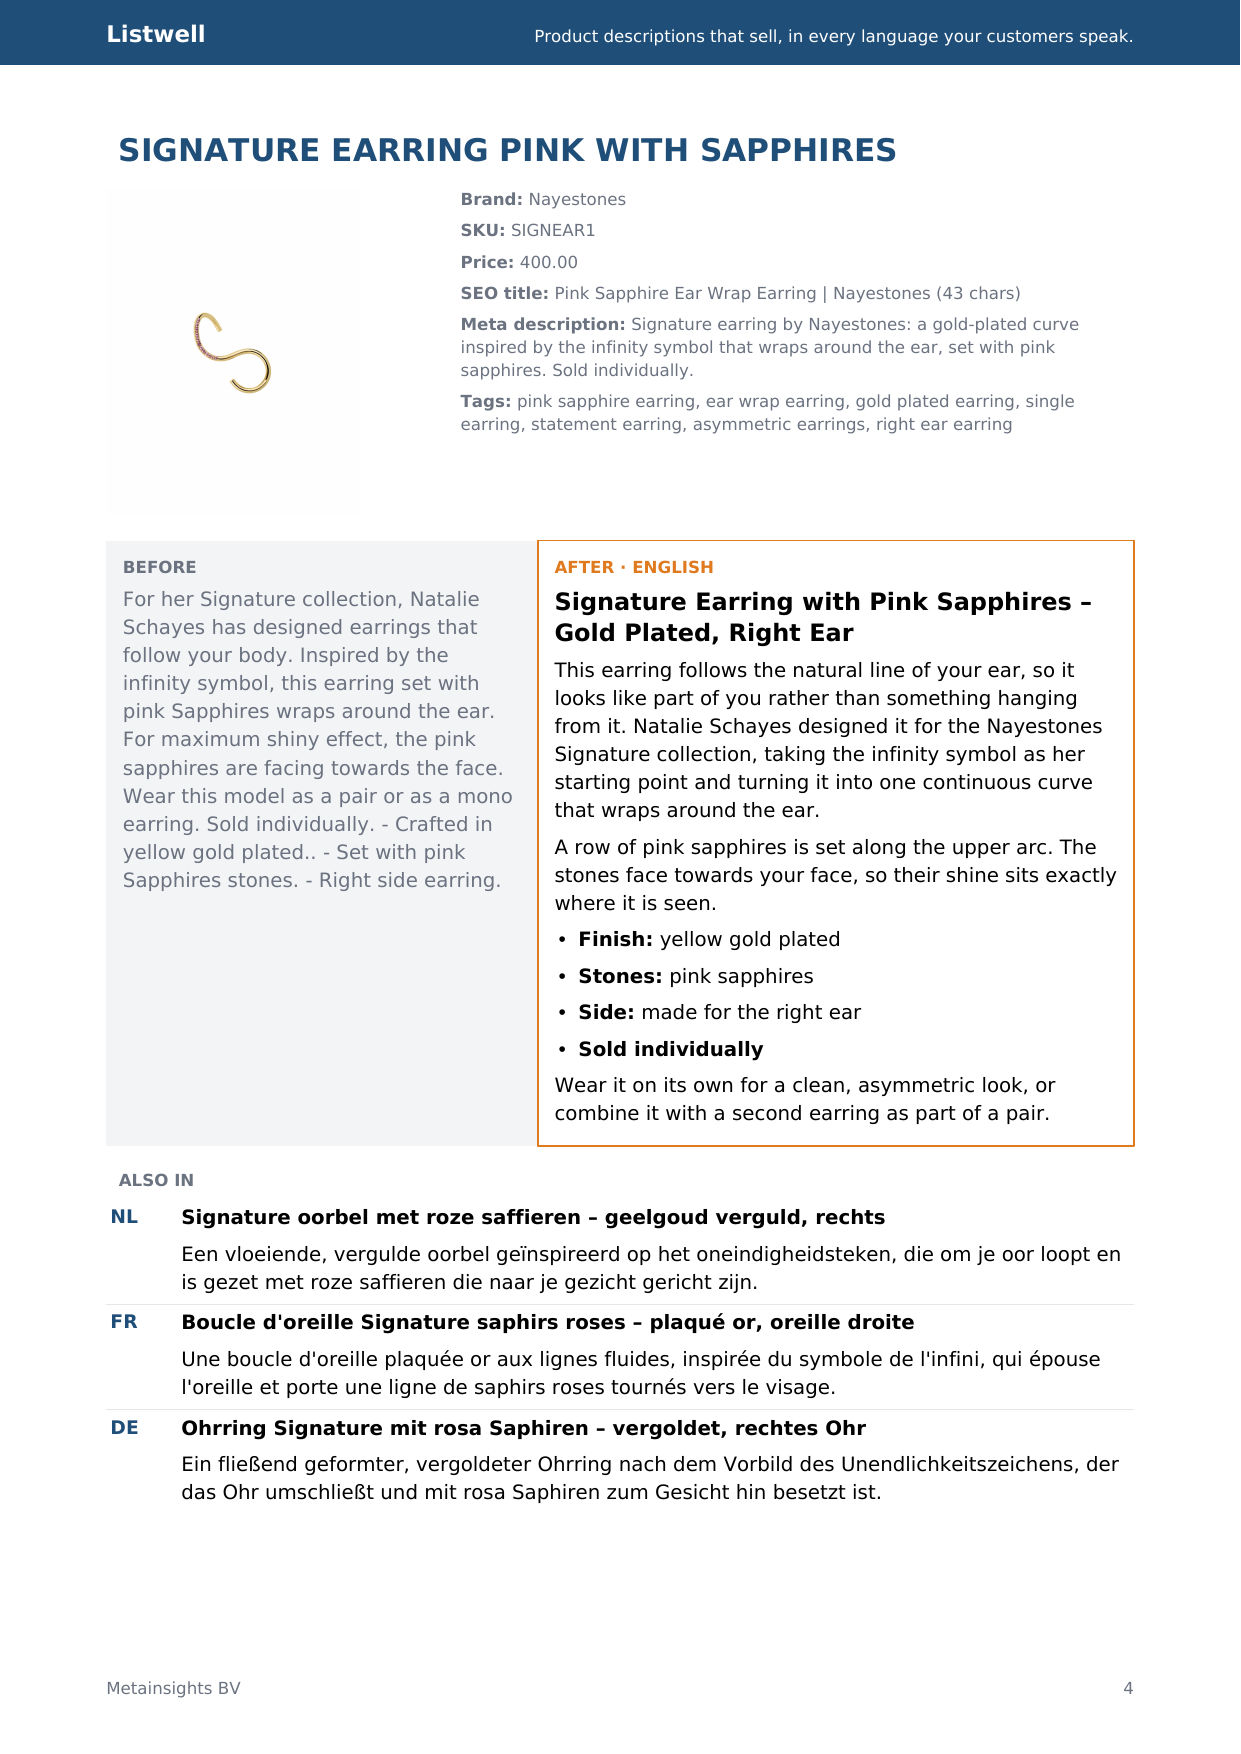 Listwell
Product descriptions that sell, in every language your customers speak.
SIGNATURE EARRING PINK WITH SAPPHIRES
Brand: Nayestones
SKU: SIGNEAR1
Price: 400.00
SEO title: Pink Sapphire Ear Wrap Earring | Nayestones (43 chars)
Meta description: Signature earring by Nayestones: a gold-plated curve
inspired by the infinity symbol that wraps around the ear, set with pink
sapphires. Sold individually.
Tags: pink sapphire earring, ear wrap earring, gold plated earring, single
earring, statement earring, asymmetric earrings, right ear earring
BEFORE
For her Signature collection, Natalie
Schayes has designed earrings that
follow your body. Inspired by the
infinity symbol, this earring set with
pink Sapphires wraps around the ear.
For maximum shiny effect, the pink
sapphires are facing towards the face.
Wear this model as a pair or as a mono
earring. Sold individually. - Crafted in
yellow gold plated.. - Set with pink
Sapphires stones. - Right side earring.
AFTER · ENGLISH
Signature Earring with Pink Sapphires –
Gold Plated, Right Ear
This earring follows the natural line of your ear, so it
looks like part of you rather than something hanging
from it. Natalie Schayes designed it for the Nayestones
Signature collection, taking the infinity symbol as her
starting point and turning it into one continuous curve
that wraps around the ear.
A row of pink sapphires is set along the upper arc. The
stones face towards your face, so their shine sits exactly
where it is seen.
• Finish: yellow gold plated
• Stones: pink sapphires
• Side: made for the right ear
• Sold individually
Wear it on its own for a clean, asymmetric look, or
combine it with a second earring as part of a pair.
ALSO IN
NL
Signature oorbel met roze saffieren – geelgoud verguld, rechts
Een vloeiende, vergulde oorbel geïnspireerd op het oneindigheidsteken, die om je oor loopt en
is gezet met roze saffieren die naar je gezicht gericht zijn.
FR
Boucle d'oreille Signature saphirs roses – plaqué or, oreille droite
Une boucle d'oreille plaquée or aux lignes fluides, inspirée du symbole de l'infini, qui épouse
l'oreille et porte une ligne de saphirs roses tournés vers le visage.
DE
Ohrring Signature mit rosa Saphiren – vergoldet, rechtes Ohr
Ein fließend geformter, vergoldeter Ohrring nach dem Vorbild des Unendlichkeitszeichens, der
das Ohr umschließt und mit rosa Saphiren zum Gesicht hin besetzt ist.
Metainsights BV
4